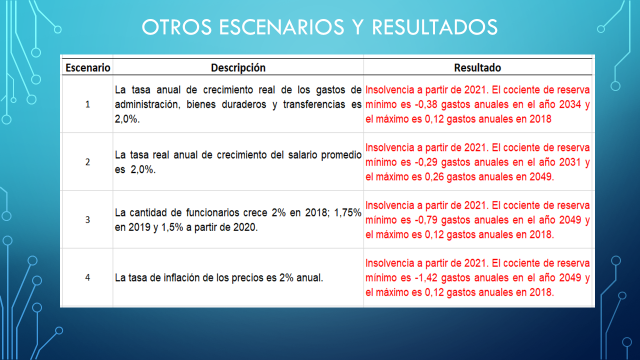 OTROS ESCENARIOS Y RESULTADOS
Escenario Descripción Resultado
1
La tasa anual de crecimiento real de los gastos de
administración, bienes duraderos y transferencias es
2,0%.
Insolvencia a partir de 2021. El cociente de reserva
mínimo es -0,38 gastos anuales en el año 2034 y
el máximo es 0,12 gastos anuales en 2018
2
La tasa real anual de crecimiento del salario promedio
es 2,0%.
Insolvencia a partir de 2021. El cociente de reserva
mínimo es -0,29 gastos anuales en el año 2031 y
el máximo es 0,26 gastos anuales en 2049.
3
La cantidad de funcionarios crece 2% en 2018; 1,75%
en 2019 y 1,5% a partir de 2020.
Insolvencia a partir de 2021. El cociente de reserva
mínimo es -0,79 gastos anuales en el año 2049 y
el máximo es 0,12 gastos anuales en 2018.
4
La tasa de inflación de los precios es 2% anual.
Insolvencia a partir de 2021. El cociente de reserva
mínimo es -1,42 gastos anuales en el año 2049 y
el máximo es 0,12 gastos anuales en 2018.